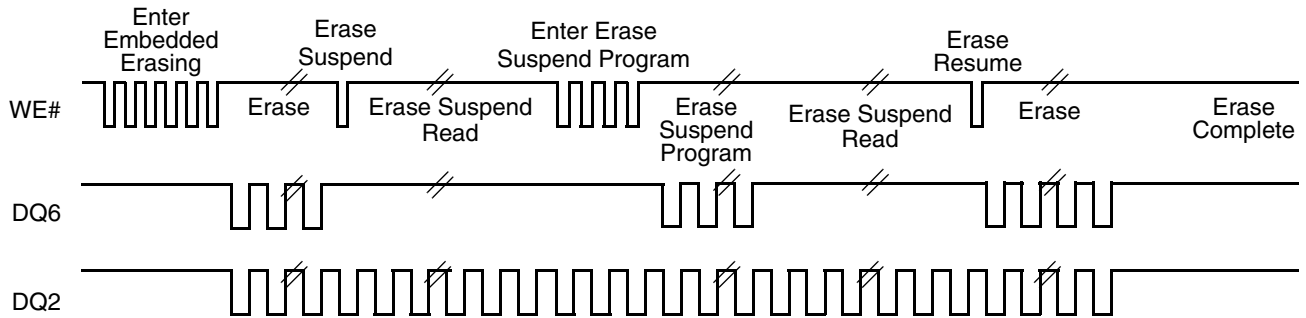 Enter
Embedded
Erasing
Erase
Suspend
Enter Erase
Suspend Program
Erase
Resume
WE#
Erase
Erase Suspend
Read
Erase
Suspend
Program
Erase Suspend
Read
Erase
Erase
Complete
DQ6
DQ2